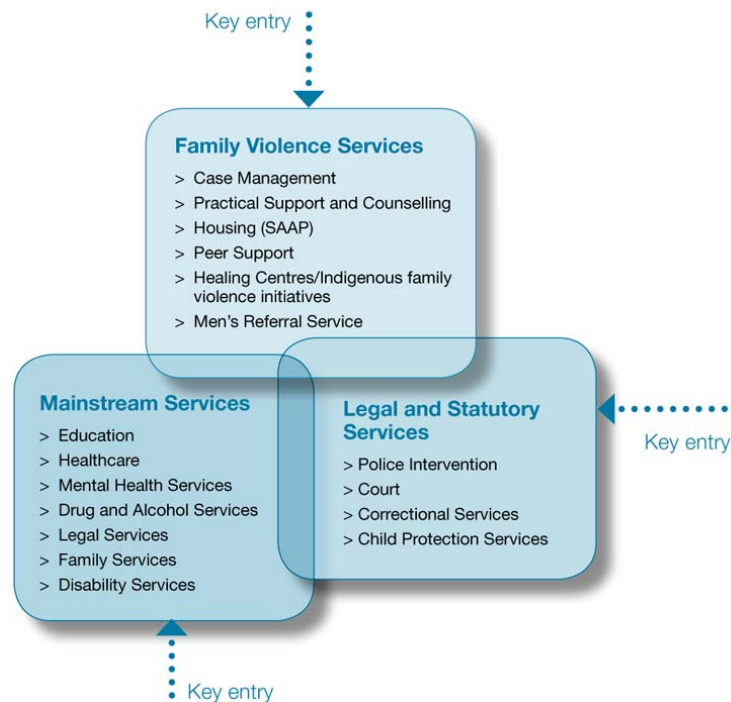 Key entry
Family Violence Services
> Case Management
> Practical Support and Counselling
> Housing (SAAP)
> Peer Support
> Healing Centres/Indigenous family
violence initiatives
> Men's Referral Service
Mainstream Services
> Education
> Healthcare
> Mental Health Services
> Drug and Alcohol Services
> Legal Services
> Family Services
> Disability Services
Legal and Statutory
Services
> Police Intervention
> Court
> Correctional Services
> Child Protection Services
Key entry
Key entry